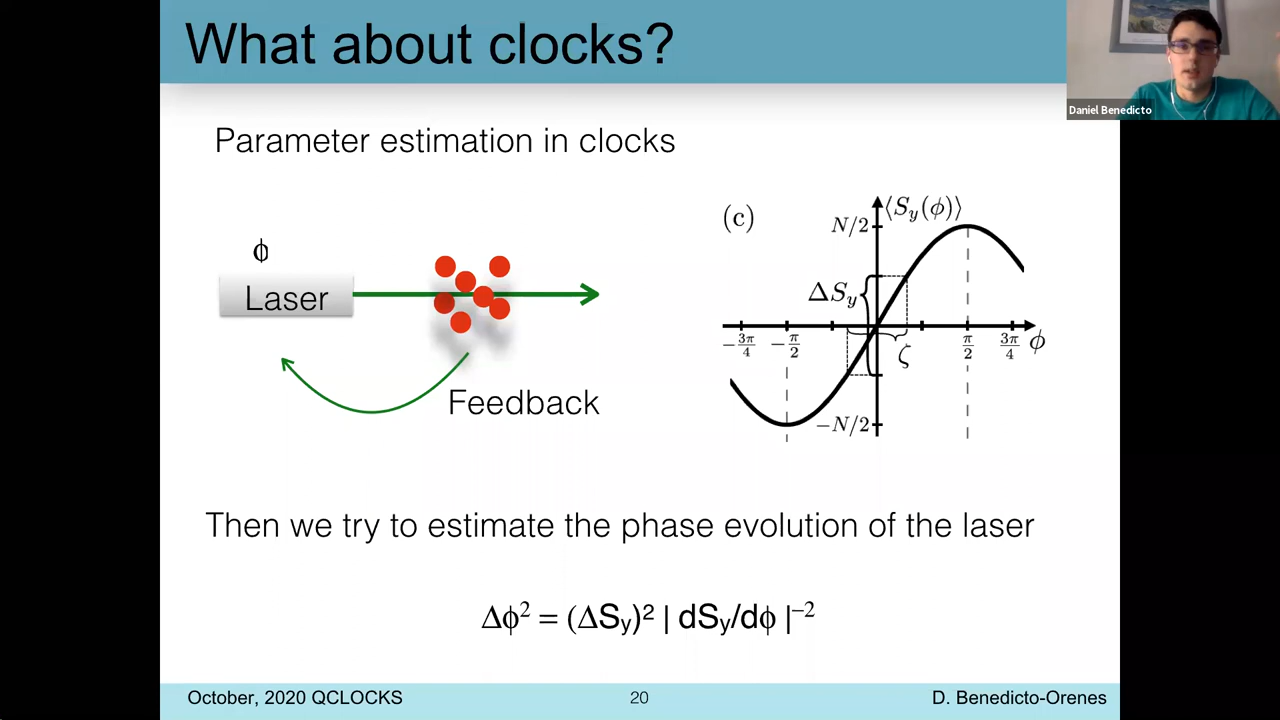 What about clocks?
Daniel Benedicto
Parameter estimation in clocks
ϕ
Laser
Feedback
(c)
⟨S_y(ϕ)⟩
N/2
ΔS_y
−3π/4
−π/2
ζ
π/2
3π/4
ϕ
−N/2
Then we try to estimate the phase evolution of the laser
Δϕ² = (ΔS_y)² | dS_y/dϕ |⁻²
October, 2020 QCLOCKS
20
D. Benedicto-Orenes